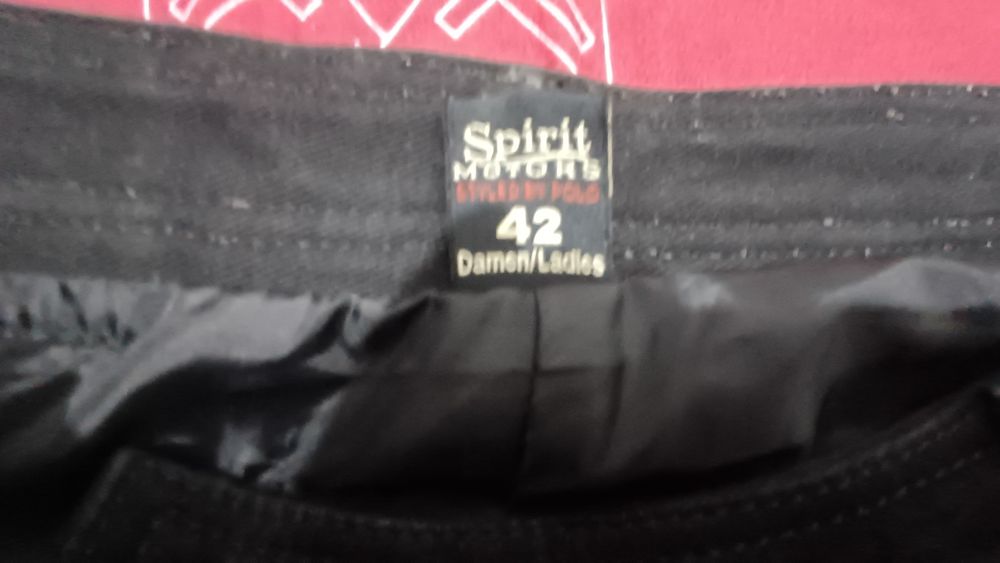 Spirit
MOTORS
STYLED BY POLO
42
Damen/Ladies